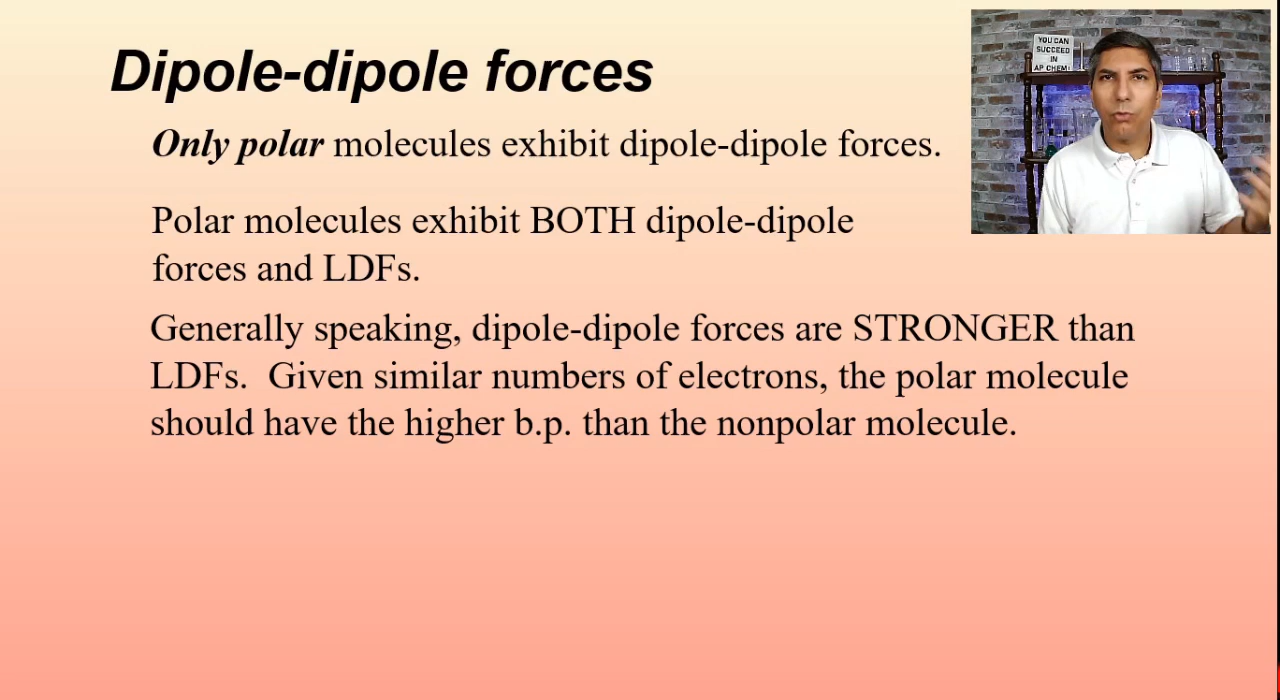 Dipole-dipole forces
Only polar molecules exhibit dipole-dipole forces.
Polar molecules exhibit BOTH dipole-dipole
forces and LDFs.
Generally speaking, dipole-dipole forces are STRONGER than
LDFs.  Given similar numbers of electrons, the polar molecule
should have the higher b.p. than the nonpolar molecule.
YOU CAN
SUCCEED
IN
AP CHEM!